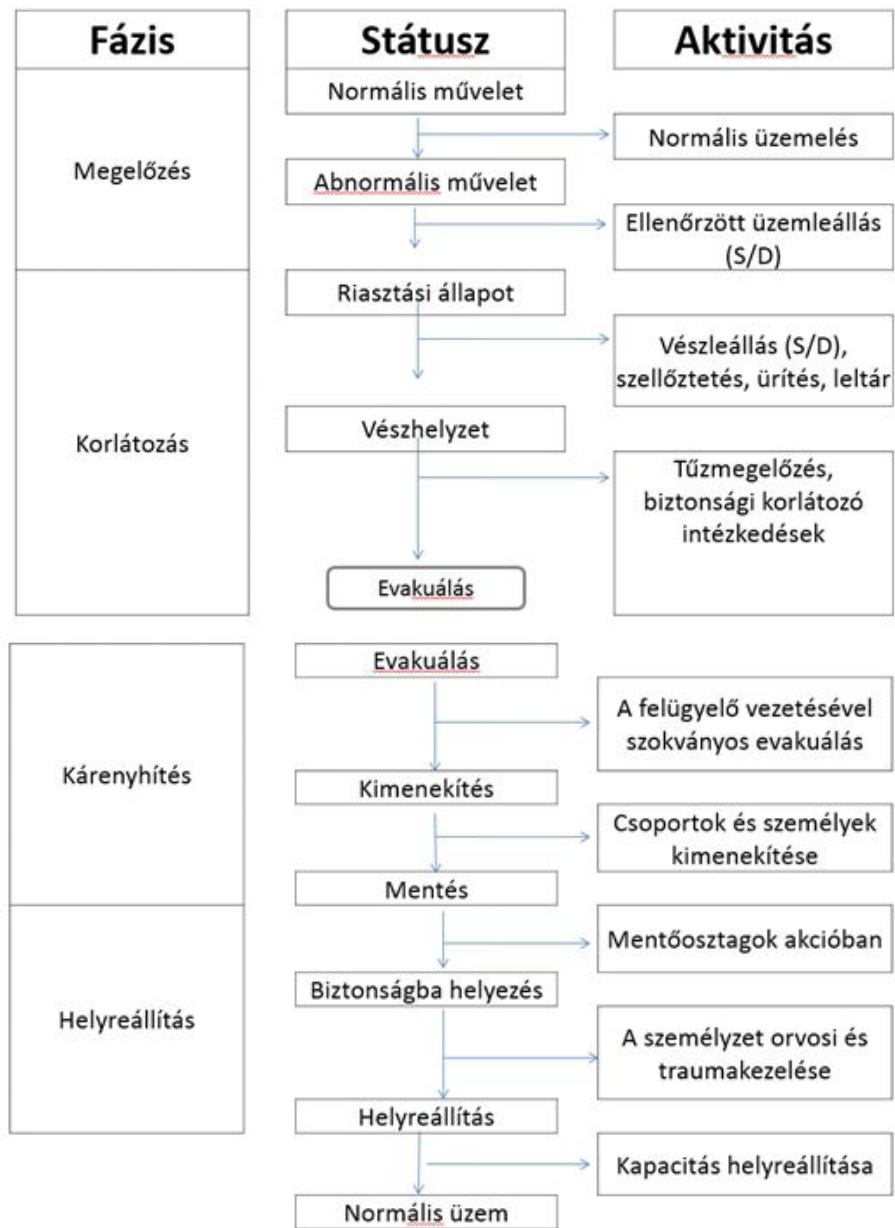 Fázis
Státusz
Aktivitás
Normális művelet
Normális üzemelés
Megelőzés
Abnormális művelet
Ellenőrzött üzemleállás
(S/D)
Riasztási állapot
Vészleállás (S/D),
szellőztetés, ürítés, leltár
Vészhelyzet
Korlátozás
Tűzmegelőzés,
biztonsági korlátozó
intézkedések
Evakuálás
Evakuálás
A felügyelő vezetésével
szokványos evakuálás
Kárenyhítés
Kimenekítés
Csoportok és személyek
kimenekítése
Mentés
Mentőosztagok akcióban
Biztonságba helyezés
Helyreállítás
A személyzet orvosi és
traumakezelése
Helyreállítás
Kapacitás helyreállítása
Normális üzem